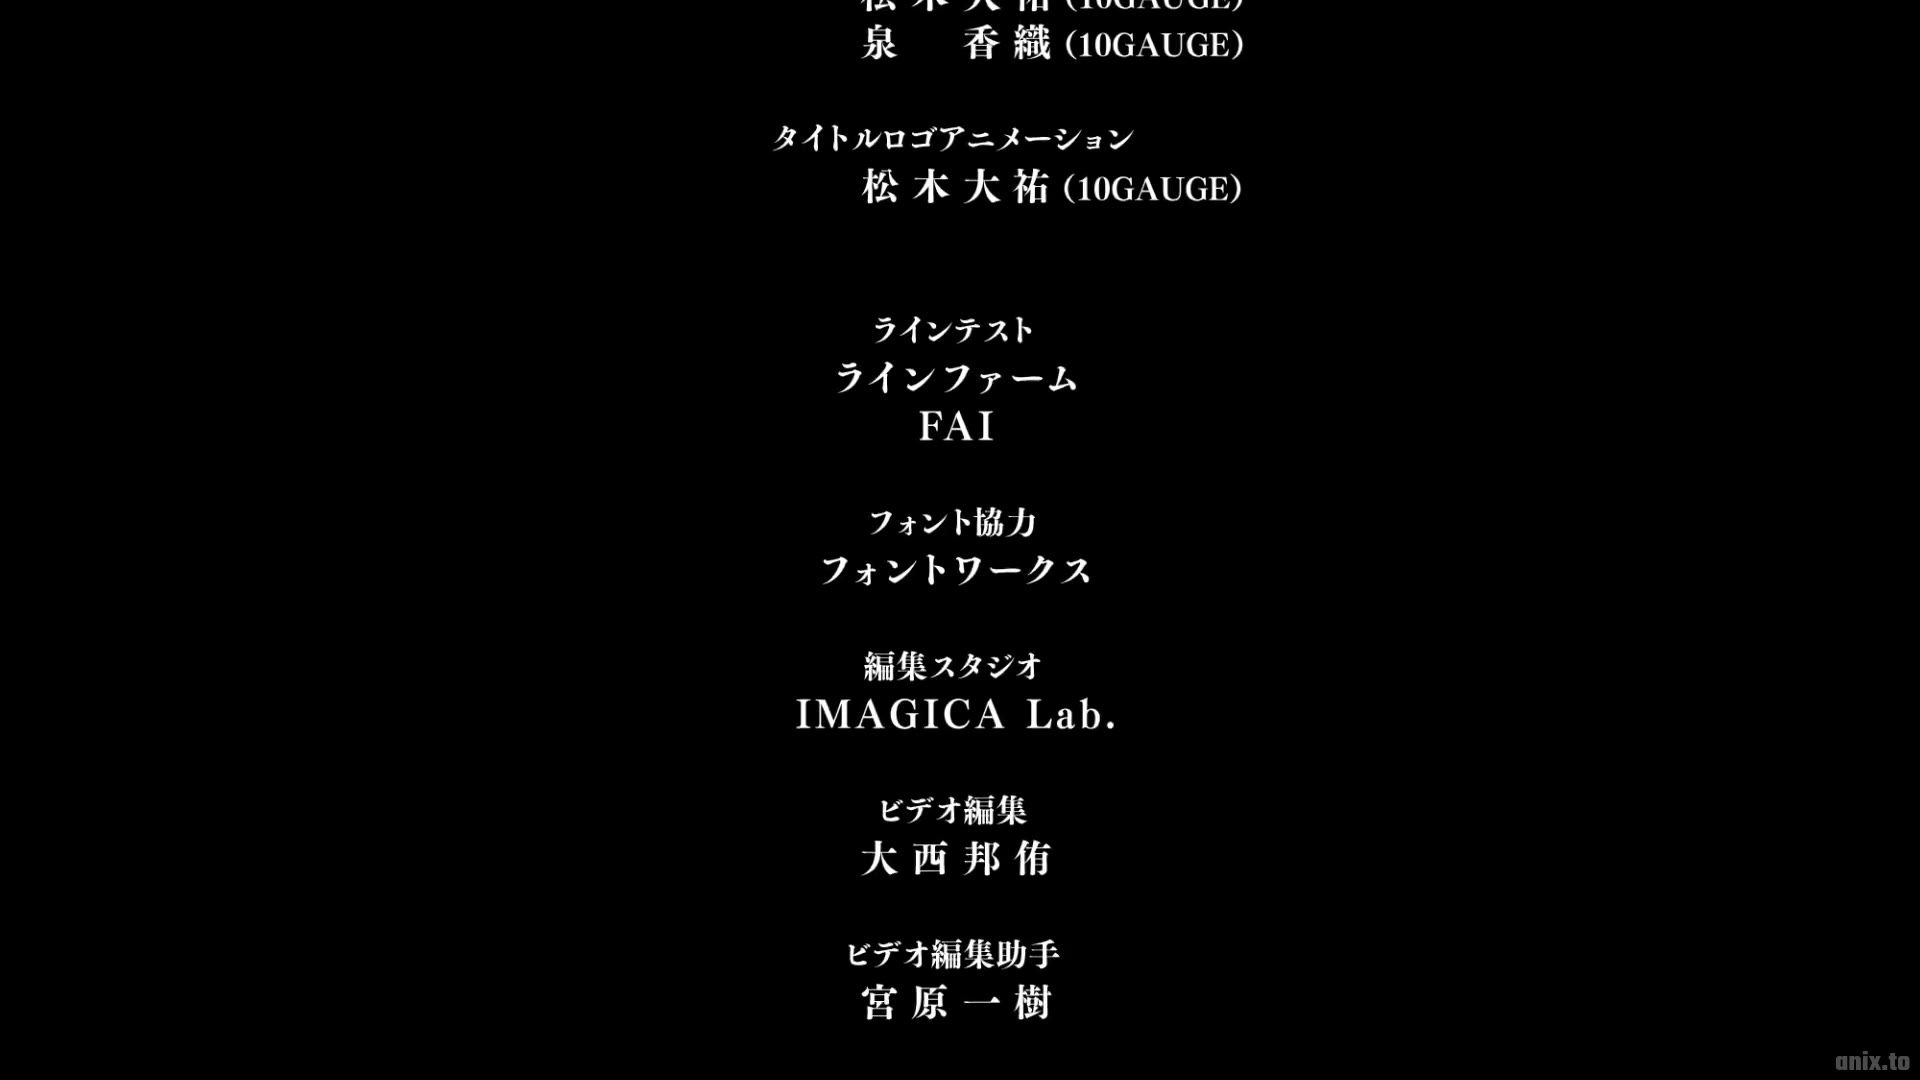 松木大祐(10GAUGE)
泉 香織(10GAUGE)
タイトルロゴアニメーション
松木大祐(10GAUGE)
ラインテスト
ラインファーム
FAI
フォント協力
フォントワークス
編集スタジオ
IMAGICA Lab.
ビデオ編集
大西邦侑
ビデオ編集助手
宮原一樹
anix.to